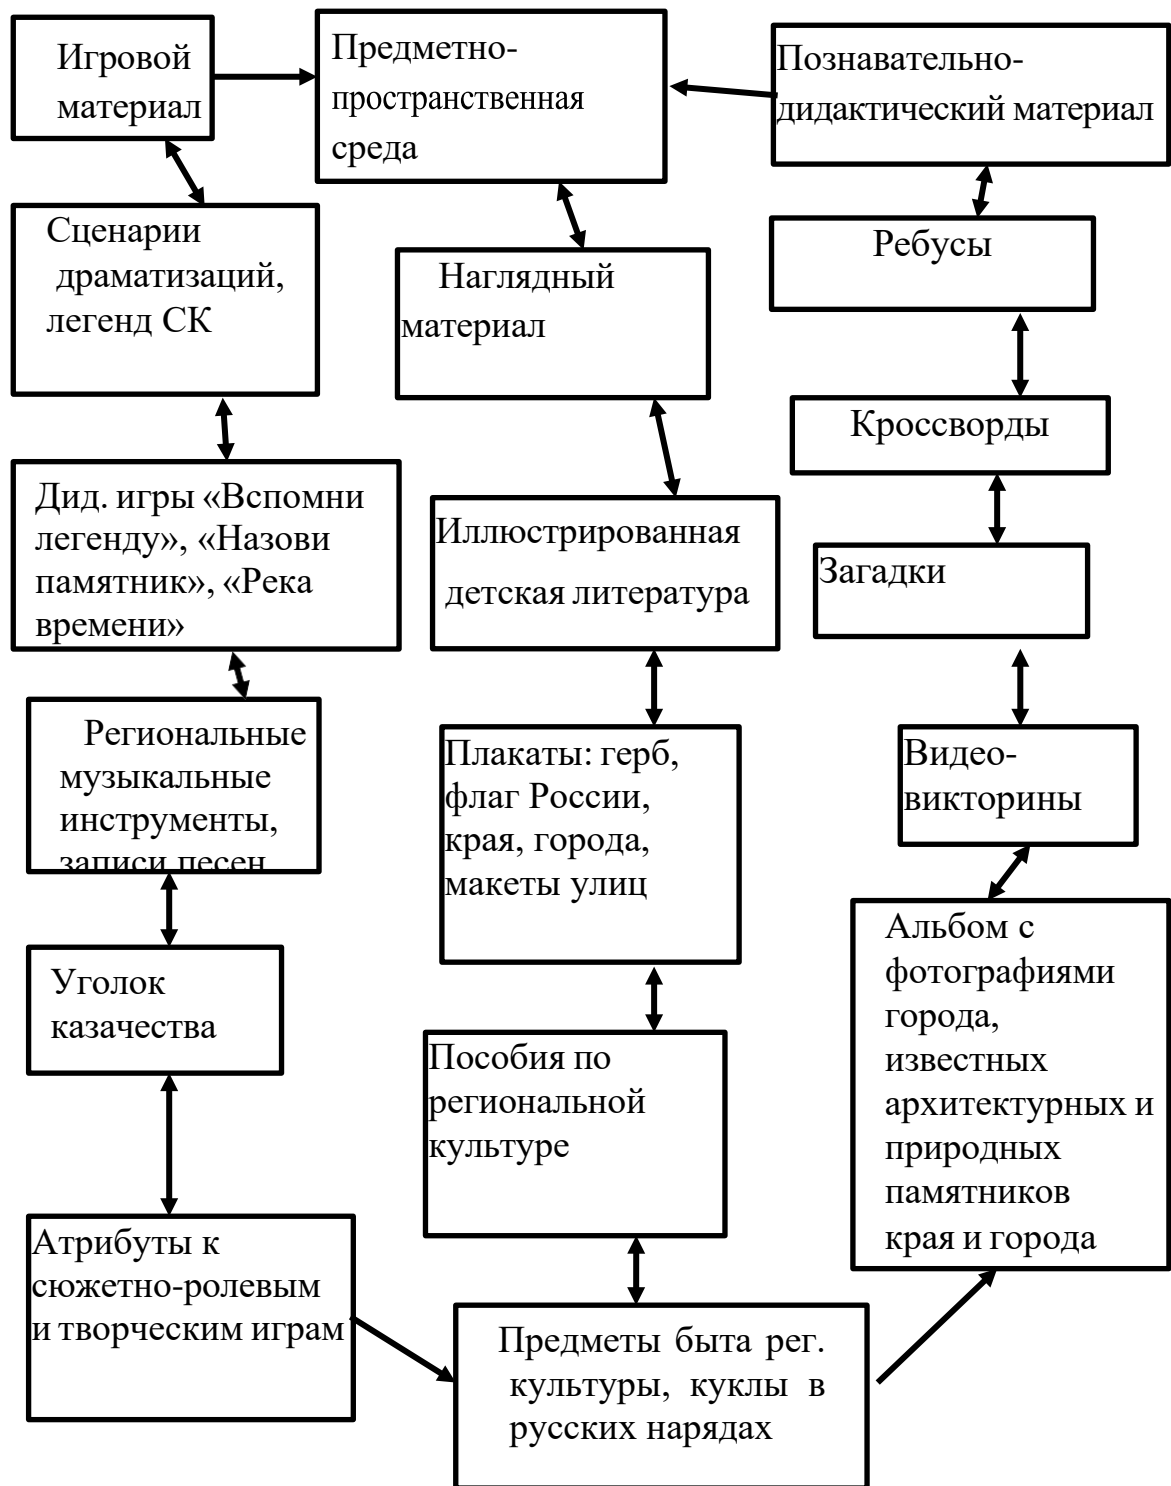 Игровой
материал
Предметно-
пространственная
среда
Познавательно-
дидактический материал
Сценарии
драматизаций,
легенд СК
Наглядный
материал
Ребусы
Кроссворды
Дид. игры «Вспомни
легенду», «Назови
памятник», «Река
времени»
Иллюстрированная
детская литература
Загадки
Региональные
музыкальные
инструменты,
записи песен
Плакаты: герб,
флаг России,
края, города,
макеты улиц
Видео-
викторины
Уголок
казачества
Пособия по
региональной
культуре
Альбом с
фотографиями
города,
известных
архитектурных и
природных
памятников
края и города
Атрибуты к
сюжетно-ролевым
и творческим играм
Предметы быта рег.
культуры, куклы в
русских нарядах